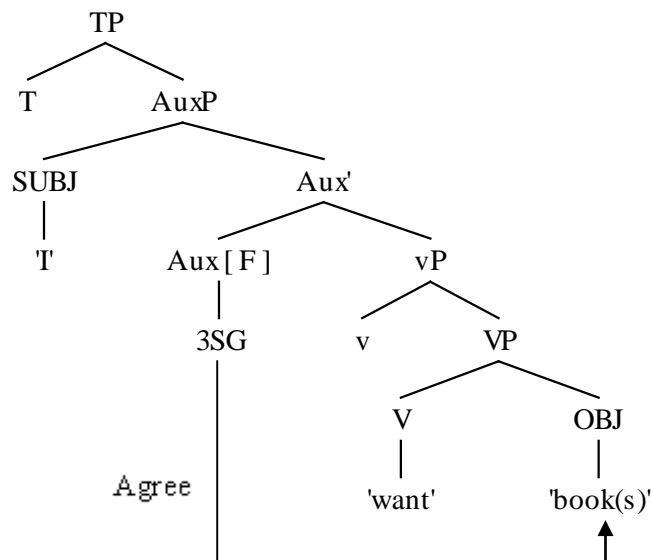 TP
T AuxP
SUBJ Aux'
'I' Aux[F] vP
3SG v VP
V OBJ
Agree 'want' 'book(s)'